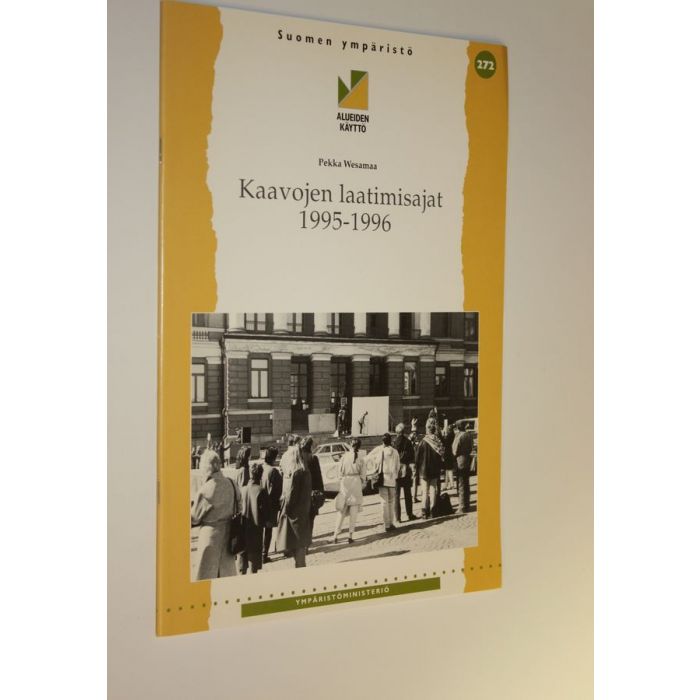 Suomen ympäristö
272
ALUEIDEN
KÄYTTÖ
Pekka Wesamaa
Kaavojen laatimisajat
1995-1996
YMPÄRISTÖMINISTERIÖ